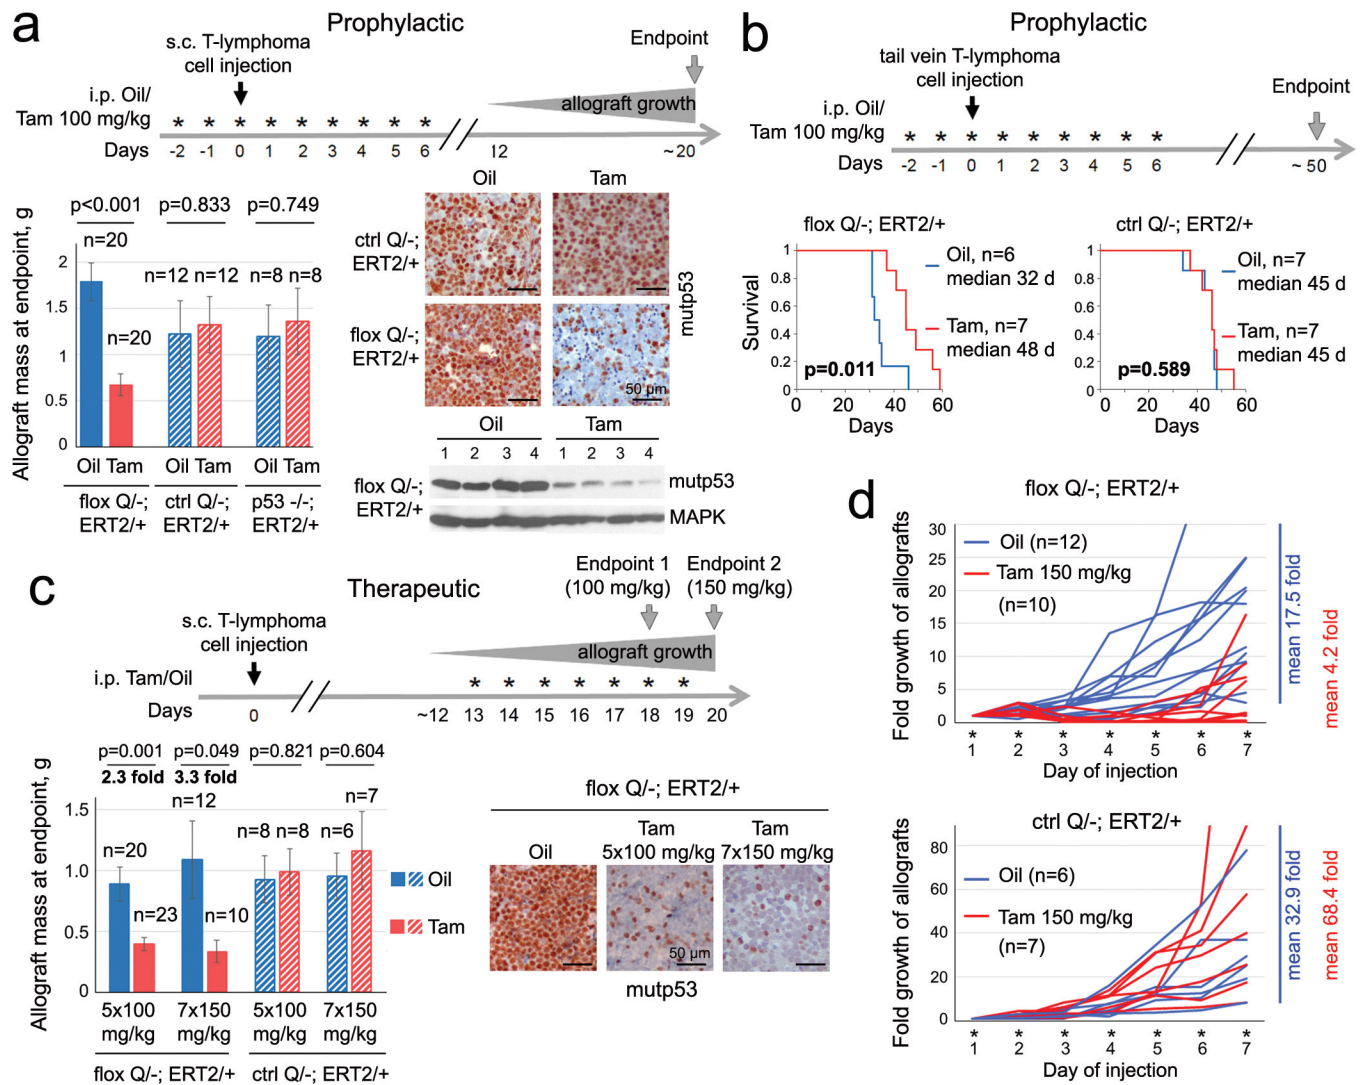 a
Prophylactic
s.c. T-lymphoma
cell injection
Endpoint
i.p. Oil/
Tam 100 mg/kg
* * * * * * * * *
allograft growth
Days
-2 -1 0 1 2 3 4 5 6 12 ~20
Allograft mass at endpoint, g
p<0.001 p=0.833 p=0.749
n=20
n=20
n=12 n=12
n=8 n=8
2
1.5
1
0.5
0
Oil Tam Oil Tam Oil Tam
flox Q/-;
ERT2/+
ctrl Q/-;
ERT2/+
p53 -/-;
ERT2/+
Oil Tam
ctrl Q/-;
ERT2/+
flox Q/-;
ERT2/+
50 µm
mutp53
Oil Tam
1 2 3 4 1 2 3 4
flox Q/-;
ERT2/+
mutp53
MAPK
b
Prophylactic
tail vein T-lymphoma
cell injection
Endpoint
i.p. Oil/
Tam 100 mg/kg
* * * * * * * * *
Days
-2 -1 0 1 2 3 4 5 6 ~ 50
flox Q/-; ERT2/+
Survival
1
0.8
0.6
0.4
0.2
0
p=0.011
0 20 40 60
Days
Oil, n=6
median 32 d
Tam, n=7
median 48 d
ctrl Q/-; ERT2/+
1
0.8
0.6
0.4
0.2
0
p=0.589
0 20 40 60
Days
Oil, n=7
median 45 d
Tam, n=7
median 45 d
c
Therapeutic
s.c. T-lymphoma
cell injection
Endpoint 1
(100 mg/kg)
Endpoint 2
(150 mg/kg)
allograft growth
i.p. Tam/Oil
* * * * * * *
Days
0 ~12 13 14 15 16 17 18 19 20
Allograft mass at endpoint, g
p=0.001 p=0.049 p=0.821 p=0.604
2.3 fold 3.3 fold
n=20
n=23
n=12
n=10
n=8 n=8
n=6
n=7
1.5
1.0
0.5
0
Oil
Tam
5x100
mg/kg
7x150
mg/kg
5x100
mg/kg
7x150
mg/kg
flox Q/-; ERT2/+ ctrl Q/-; ERT2/+
flox Q/-; ERT2/+
Oil
Tam
5x100 mg/kg
Tam
7x150 mg/kg
50 µm
mutp53
d
flox Q/-; ERT2/+
Fold growth of allografts
30
25
20
15
10
5
0
Oil (n=12)
Tam 150 mg/kg
(n=10)
mean 17.5 fold
mean 4.2 fold
* * * * * * *
1 2 3 4 5 6 7
Day of injection
ctrl Q/-; ERT2/+
Fold growth of allografts
80
60
40
20
0
Oil (n=6)
Tam 150 mg/kg
(n=7)
mean 32.9 fold
mean 68.4 fold
* * * * * * *
1 2 3 4 5 6 7
Day of injection